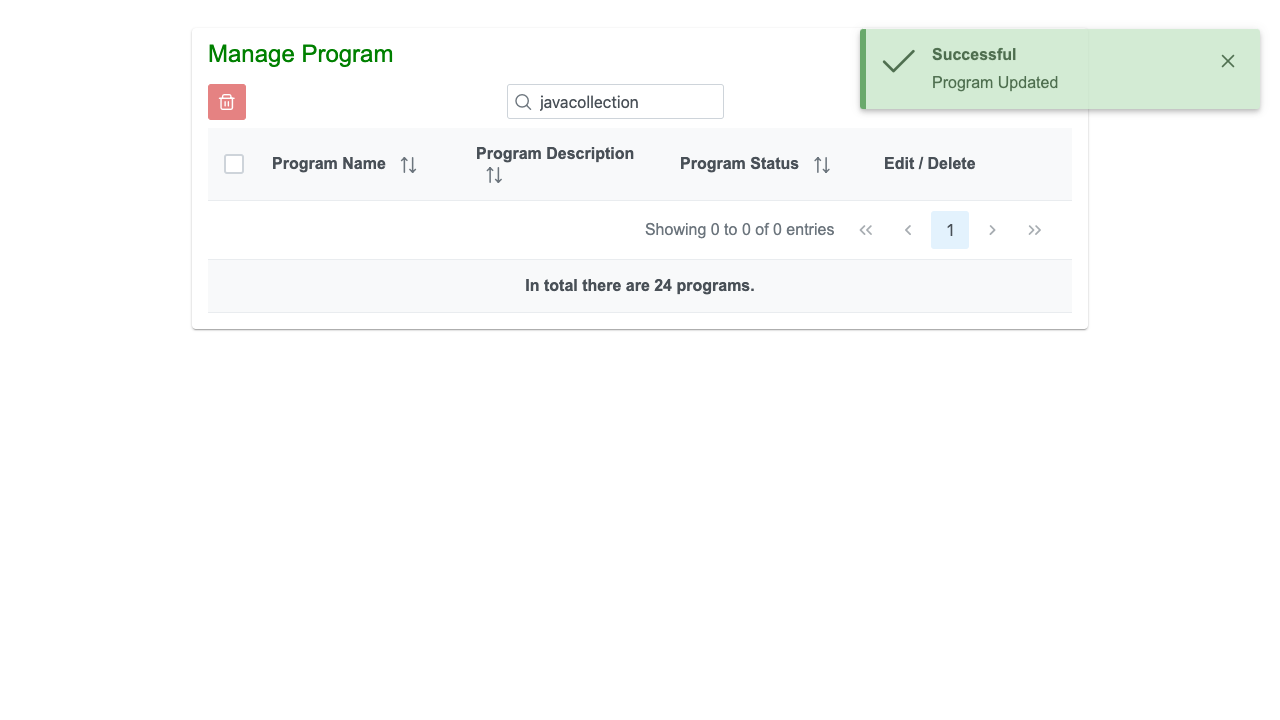 Manage Program
Successful
Program Updated
javacollection
Program Name
Program Description
Program Status
Edit / Delete
Showing 0 to 0 of 0 entries
1
In total there are 24 programs.